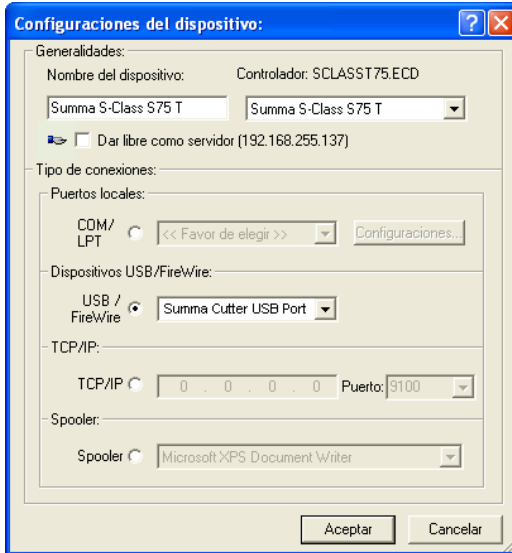 Configuraciones del dispositivo:
Generalidades:
Nombre del dispositivo: Controlador: SCLASST75.ECD
Summa S-Class S75 T Summa S-Class S75 T
Dar libre como servidor (192.168.255.137)
Tipo de conexiones:
Puertos locales:
COM/
LPT << Favor de elegir >> Configuraciones...
Dispositivos USB/FireWire:
USB /
FireWire Summa Cutter USB Port
TCP/IP:
TCP/IP 0 . 0 . 0 . 0 Puerto: 9100
Spooler:
Spooler Microsoft XPS Document Writer
Aceptar Cancelar